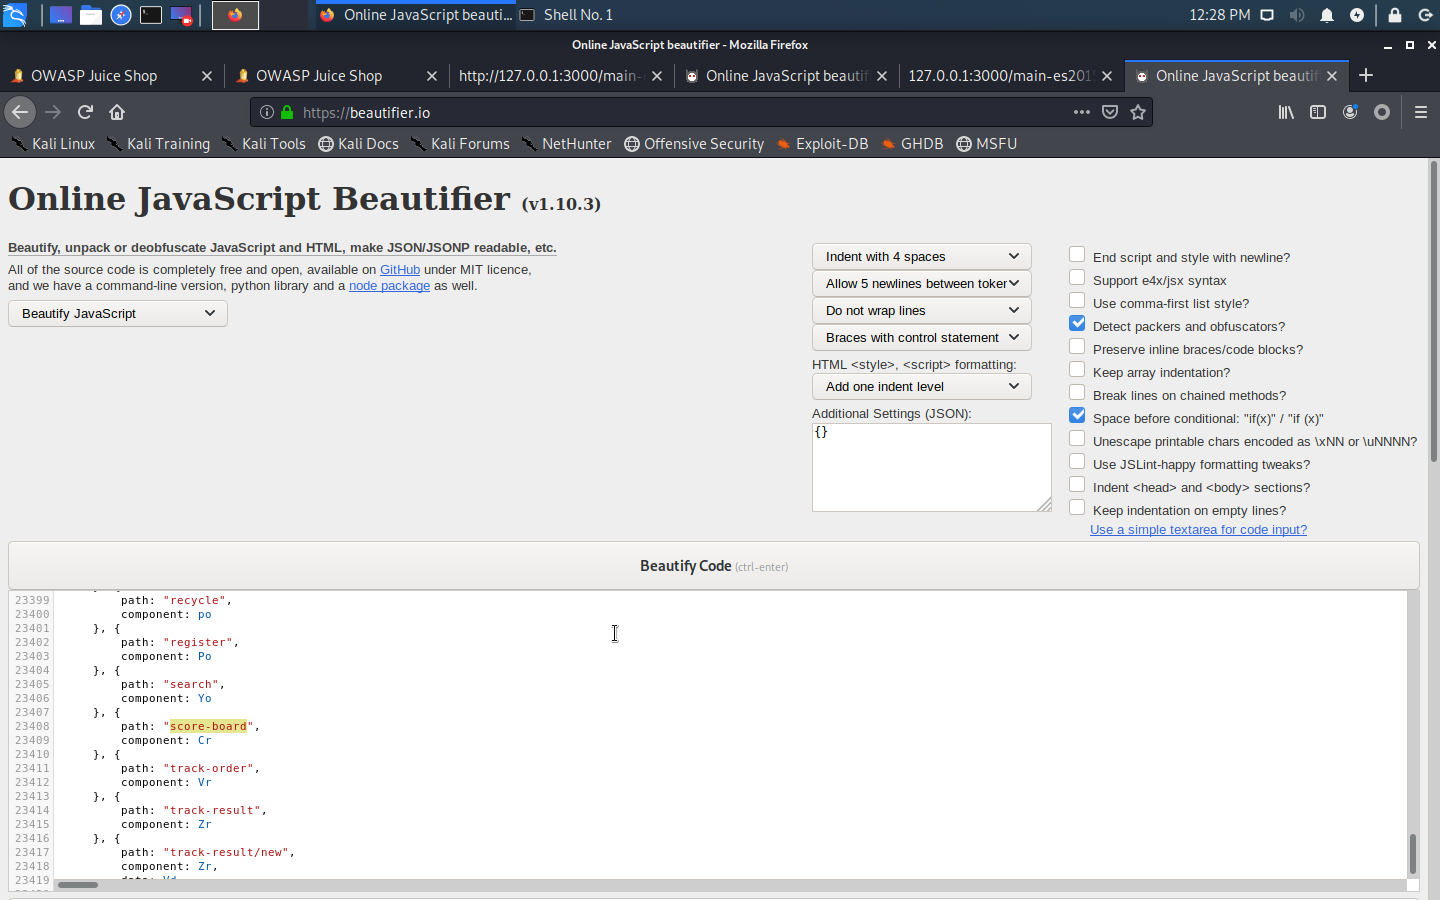 Online JavaScript beauti...
Shell No. 1
12:28 PM
Online JavaScript beautifier - Mozilla Firefox
OWASP Juice Shop
OWASP Juice Shop
http://127.0.0.1:3000/main-
Online JavaScript beautif
127.0.0.1:3000/main-es201
Online JavaScript beautif
https://beautifier.io
Kali Linux
Kali Training
Kali Tools
Kali Docs
Kali Forums
NetHunter
Offensive Security
Exploit-DB
GHDB
MSFU
Online JavaScript Beautifier (v1.10.3)
Beautify, unpack or deobfuscate JavaScript and HTML, make JSON/JSONP readable, etc.
All of the source code is completely free and open, available on GitHub under MIT licence,
and we have a command-line version, python library and a node package as well.
Beautify JavaScript
Indent with 4 spaces
Allow 5 newlines between token
Do not wrap lines
Braces with control statement
HTML <style>, <script> formatting:
Add one indent level
Additional Settings (JSON):
{}
End script and style with newline?
Support e4x/jsx syntax
Use comma-first list style?
Detect packers and obfuscators?
Preserve inline braces/code blocks?
Keep array indentation?
Break lines on chained methods?
Space before conditional: "if(x)" / "if (x)"
Unescape printable chars encoded as \xNN or \uNNNN?
Use JSLint-happy formatting tweaks?
Indent <head> and <body> sections?
Keep indentation on empty lines?
Use a simple textarea for code input?
Beautify Code (ctrl-enter)
23399 path: "recycle",
23400 component: po
23401 }, {
23402 path: "register",
23403 component: Po
23404 }, {
23405 path: "search",
23406 component: Yo
23407 }, {
23408 path: "score-board",
23409 component: Cr
23410 }, {
23411 path: "track-order",
23412 component: Vr
23413 }, {
23414 path: "track-result",
23415 component: Zr
23416 }, {
23417 path: "track-result/new",
23418 component: Zr,
23419